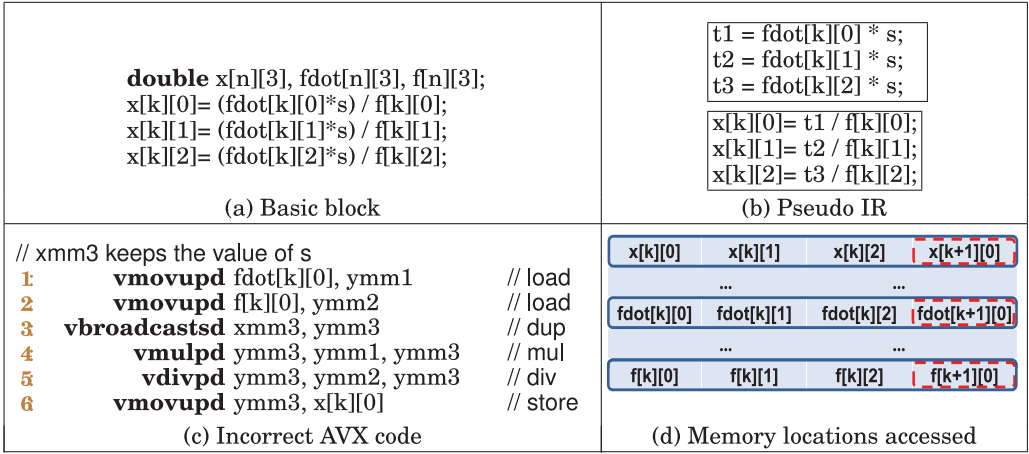 double x[n][3], fdot[n][3], f[n][3];
x[k][0]= (fdot[k][0]*s) / f[k][0];
x[k][1]= (fdot[k][1]*s) / f[k][1];
x[k][2]= (fdot[k][2]*s) / f[k][2];
(a) Basic block
t1 = fdot[k][0] * s;
t2 = fdot[k][1] * s;
t3 = fdot[k][2] * s;
x[k][0]= t1 / f[k][0];
x[k][1]= t2 / f[k][1];
x[k][2]= t3 / f[k][2];
(b) Pseudo IR
// xmm3 keeps the value of s
1: vmovupd fdot[k][0], ymm1 // load
2: vmovupd f[k][0], ymm2 // load
3: vbroadcastsd xmm3, ymm3 // dup
4: vmulpd ymm3, ymm1, ymm3 // mul
5: vdivpd ymm3, ymm2, ymm3 // div
6: vmovupd ymm3, x[k][0] // store
(c) Incorrect AVX code
x[k][0] x[k][1] x[k][2] x[k+1][0]
... ...
fdot[k][0] fdot[k][1] fdot[k][2] fdot[k+1][0]
... ...
f[k][0] f[k][1] f[k][2] f[k+1][0]
(d) Memory locations accessed